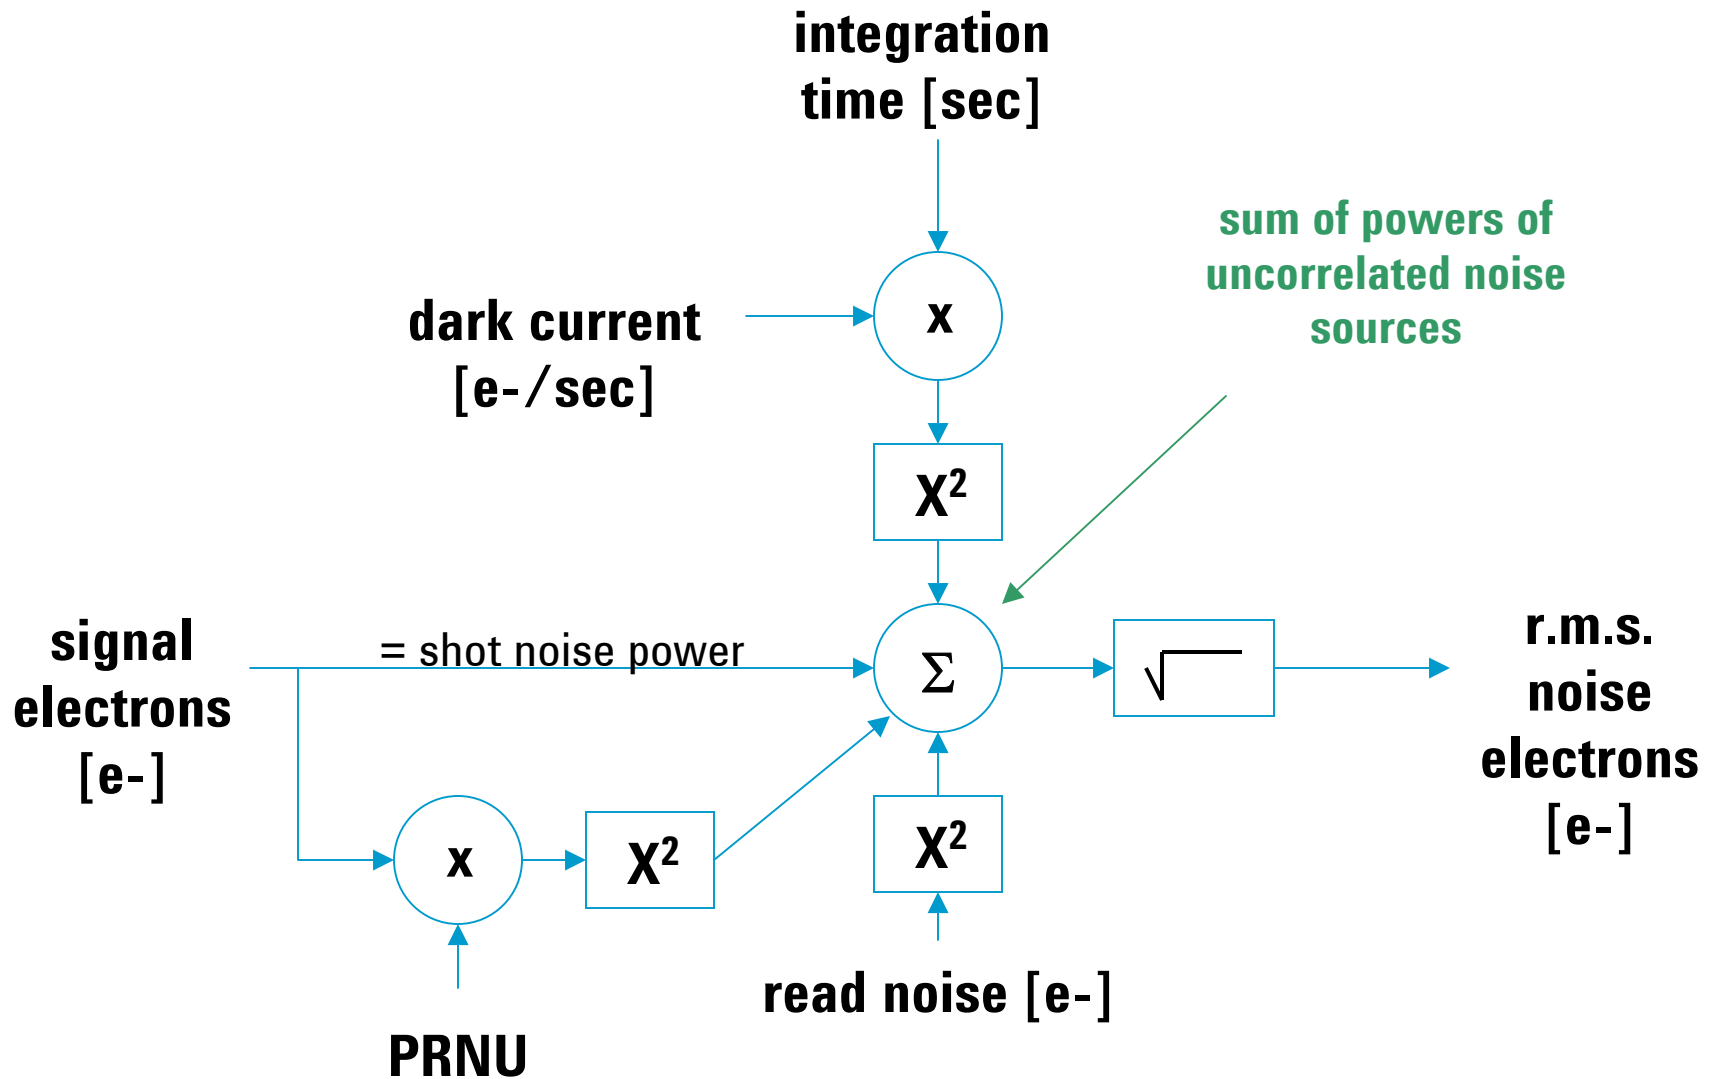 integration
time [sec]
sum of powers of
uncorrelated noise
sources
dark current
[e-/sec]
x
X²
signal
electrons
[e-]
= shot noise power
Σ
√
r.m.s.
noise
electrons
[e-]
x
X²
X²
read noise [e-]
PRNU